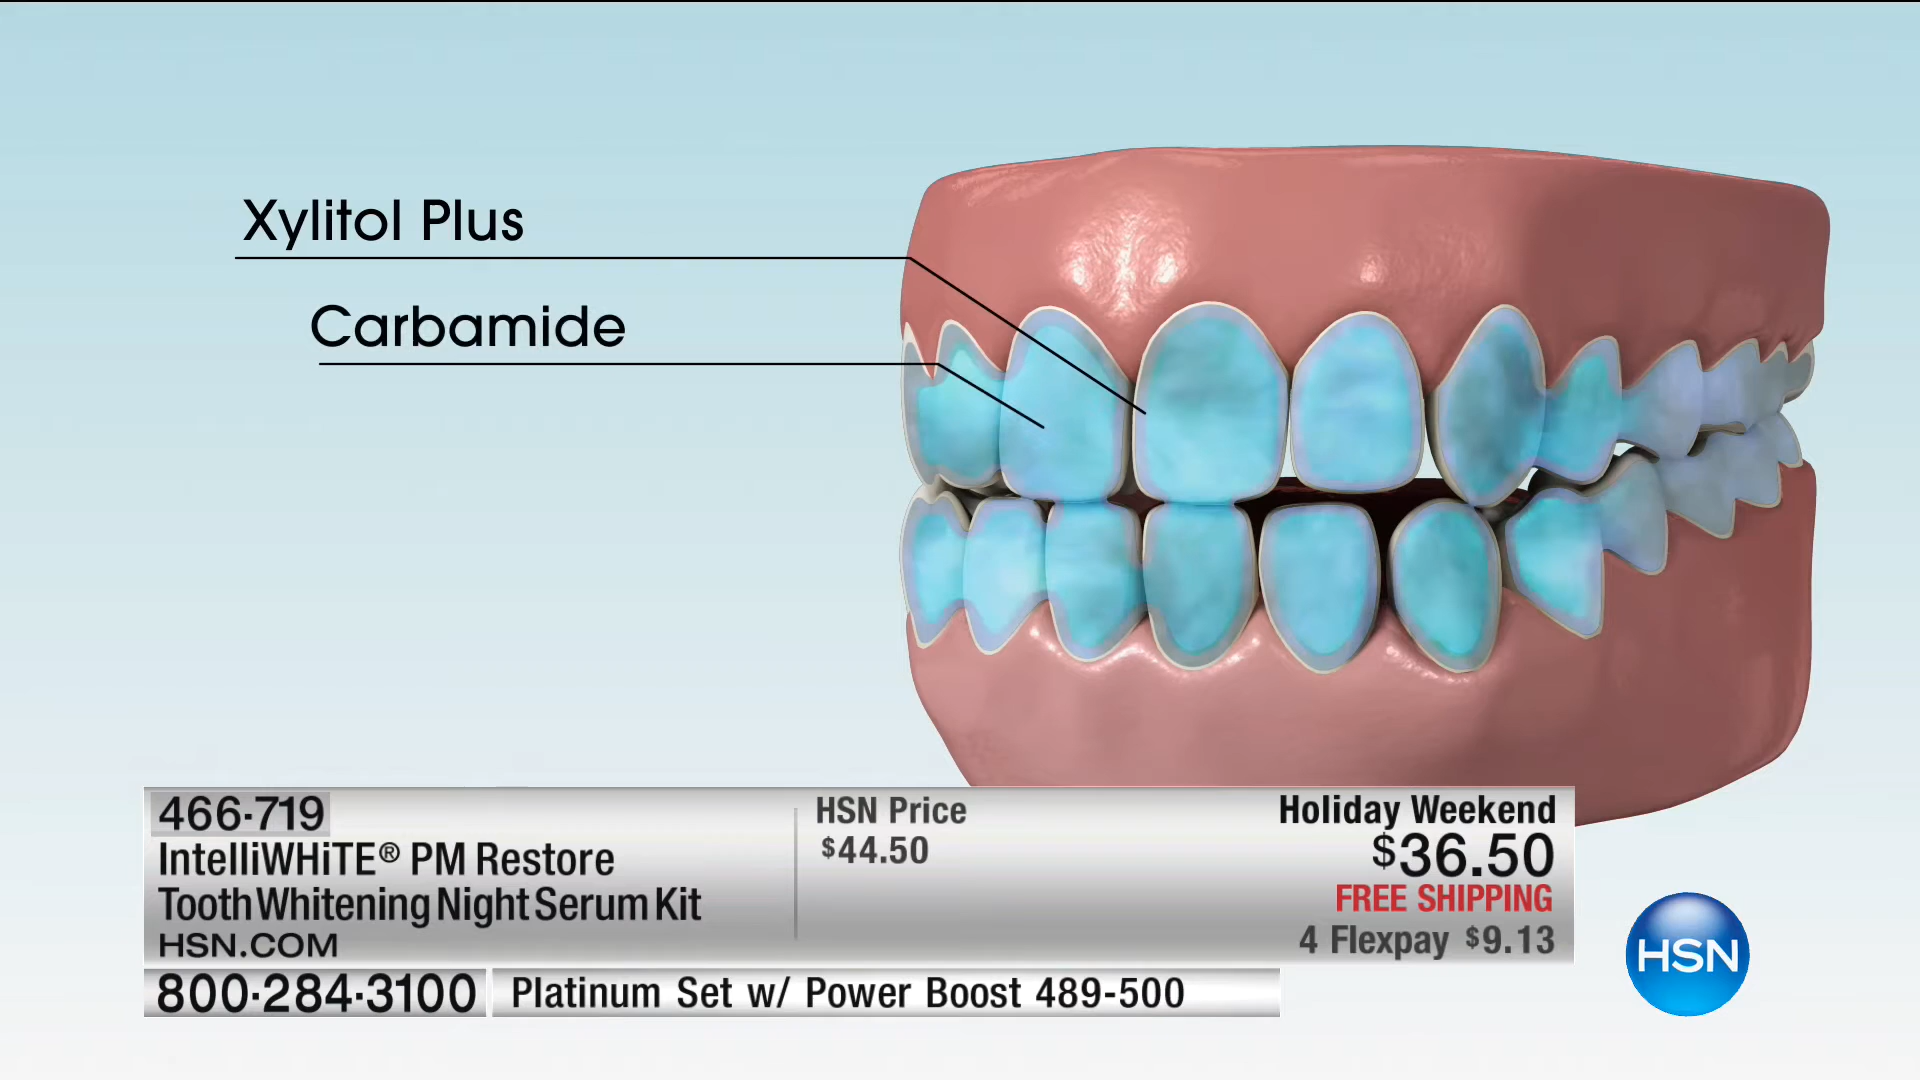 Xylitol Plus
Carbamide
466-719
IntelliWHiTE® PM Restore
Tooth Whitening Night Serum Kit
HSN.COM
HSN Price
$44.50
Holiday Weekend
$36.50
FREE SHIPPING
4 Flexpay $9.13
800·284·3100
Platinum Set w/ Power Boost 489-500
HSN